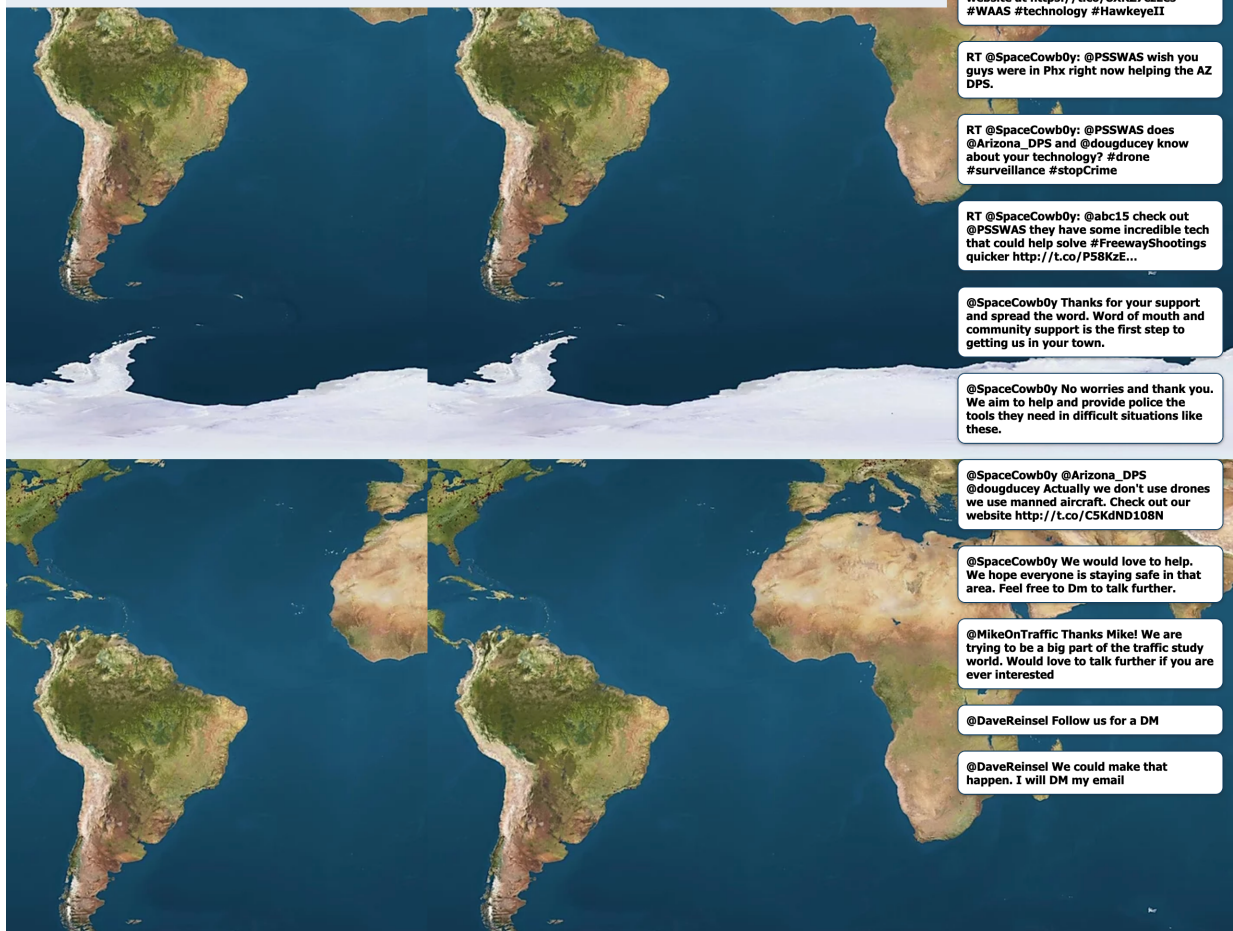 #WAAS #technology #HawkeyeII
RT @SpaceCowb0y: @PSSWAS wish you
guys were in Phx right now helping the AZ
DPS.
RT @SpaceCowb0y: @PSSWAS does
@Arizona_DPS and @dougducey know
about your technology? #drone
#surveillance #stopCrime
RT @SpaceCowb0y: @abc15 check out
@PSSWAS they have some incredible tech
that could help solve #FreewayShootings
quicker http://t.co/P58KzE...
@SpaceCowb0y Thanks for your support
and spread the word. Word of mouth and
community support is the first step to
getting us in your town.
@SpaceCowb0y No worries and thank you.
We aim to help and provide police the
tools they need in difficult situations like
these.
@SpaceCowb0y @Arizona_DPS
@dougducey Actually we don't use drones
we use manned aircraft. Check out our
website http://t.co/C5KdND108N
@SpaceCowb0y We would love to help.
We hope everyone is staying safe in that
area. Feel free to Dm to talk further.
@MikeOnTraffic Thanks Mike! We are
trying to be a big part of the traffic study
world. Would love to talk further if you are
ever interested
@DaveReinsel Follow us for a DM
@DaveReinsel We could make that
happen. I will DM my email